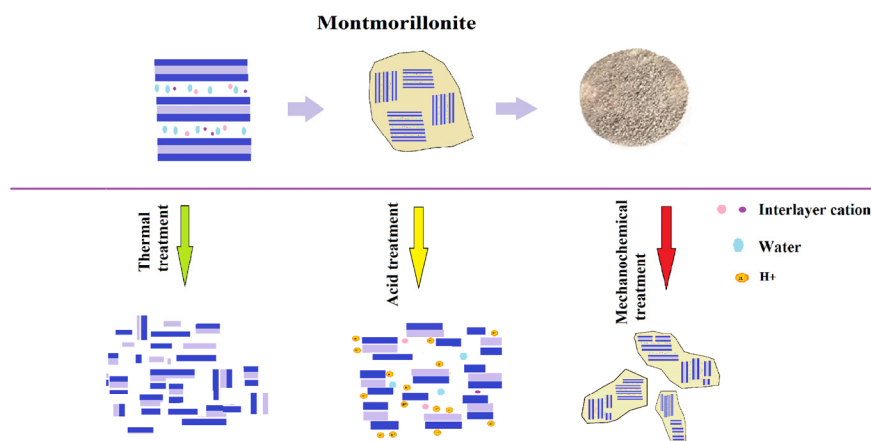 Montmorillonite
Thermal
treatment
Acid treatment
Mechanochemical
treatment
Interlayer cation
Water
H+